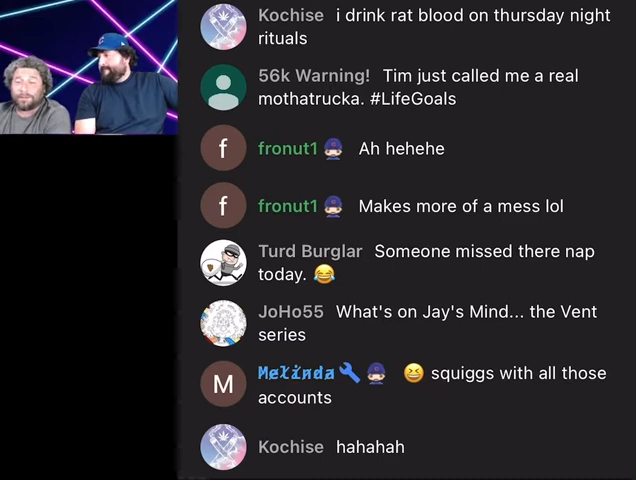 Kochise i drink rat blood on thursday night
rituals
56k Warning! Tim just called me a real
mothatrucka. #LifeGoals
f fronut1 Ah hehehe
f fronut1 Makes more of a mess lol
Turd Burglar Someone missed there nap
today. 😂
JoHo55 What's on Jay's Mind... the Vent
series
M Melinda🔧 😆 squiggs with all those
accounts
Kochise hahahah